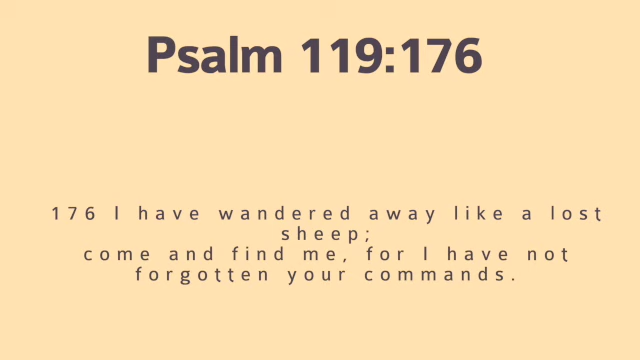 Psalm 119:176
176 I have wandered away like a lost
sheep;
come and find me, for I have not
forgotten your commands.